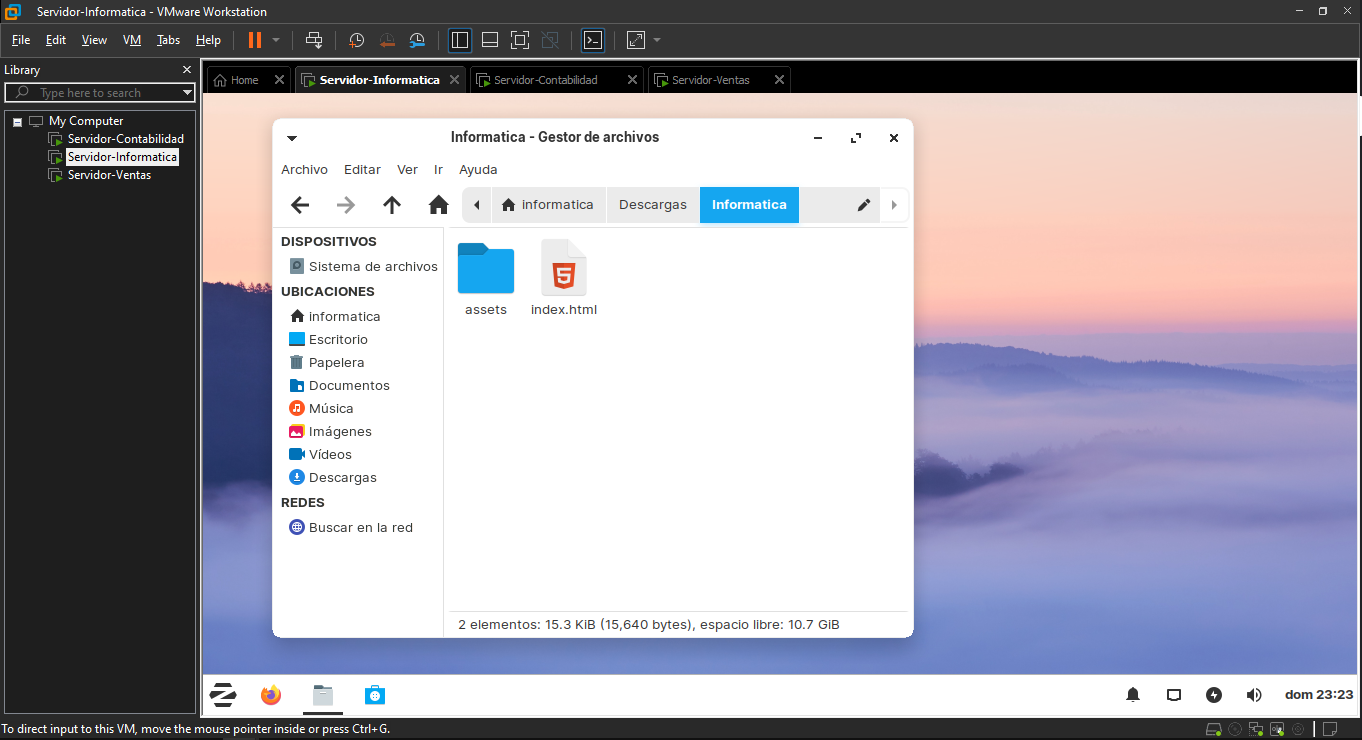 Servidor-Informatica - VMware Workstation
File Edit View VM Tabs Help
Library
Type here to search
My Computer
Servidor-Contabilidad
Servidor-Informatica
Servidor-Ventas
Home Servidor-Informatica Servidor-Contabilidad Servidor-Ventas
Informatica - Gestor de archivos
Archivo Editar Ver Ir Ayuda
informatica Descargas Informatica
DISPOSITIVOS
Sistema de archivos
UBICACIONES
informatica
Escritorio
Papelera
Documentos
Música
Imágenes
Vídeos
Descargas
REDES
Buscar en la red
assets index.html
2 elementos: 15.3 KiB (15,640 bytes), espacio libre: 10.7 GiB
dom 23:23
To direct input to this VM, move the mouse pointer inside or press Ctrl+G.